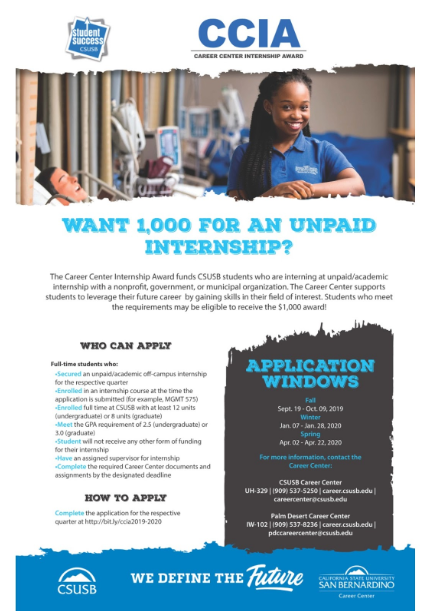 student
success
CSUSB
CCIA
CAREER CENTER INTERNSHIP AWARD
WANT 1,000 FOR AN UNPAID
INTERNSHIP?
The Career Center Internship Award funds CSUSB students who are interning at unpaid/academic
internship with a nonprofit, government, or municipal organization. The Career Center supports
students to leverage their future career by gaining skills in their field of interest. Students who meet
the requirements may be eligible to receive the $1,000 award!
WHO CAN APPLY
Full-time students who:
•Secured an unpaid/academic off-campus internship
for the respective quarter
•Enrolled in an internship course at the time the
application is submitted (for example, MGMT 575)
•Enrolled full time at CSUSB with at least 12 units
(undergraduate) or 8 units (graduate)
•Meet the GPA requirement of 2.5 (undergraduate) or
3.0 (graduate)
•Student will not receive any other form of funding
for their internship
•Have an assigned supervisor for internship
•Complete the required Career Center documents and
assignments by the designated deadline
HOW TO APPLY
Complete the application for the respective
quarter at http://bit.ly/ccia2019-2020
APPLICATION
WINDOWS
Fall
Sept. 19 - Oct. 09, 2019
Winter
Jan. 07 - Jan. 28, 2020
Spring
Apr. 02 - Apr. 22, 2020
For more information, contact the
Career Center:
CSUSB Career Center
UH-329 | (909) 537-5250 | career.csusb.edu |
careercenter@csusb.edu
Palm Desert Career Center
IW-102 | (909) 537-8236 | career.csusb.edu |
pdccareercenter@csusb.edu
CSUSB
WE DEFINE THE Future
CALIFORNIA STATE UNIVERSITY
SAN BERNARDINO
Career Center